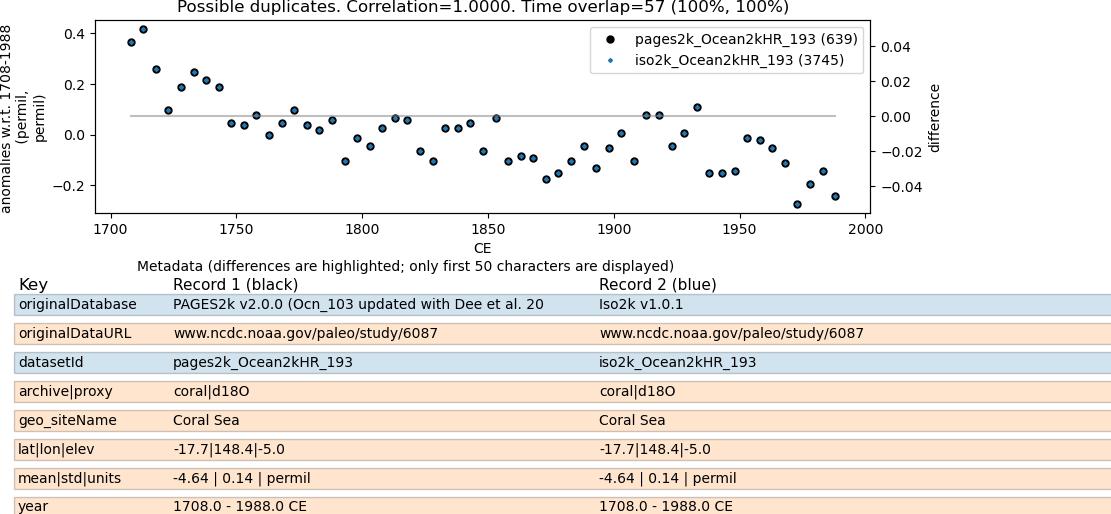 Possible duplicates. Correlation=1.0000. Time overlap=57 (100%, 100%)
anomalies w.r.t. 1708-1988
(permil,
permil)
0.4
0.2
0.0
−0.2
pages2k_Ocean2kHR_193 (639)
iso2k_Ocean2kHR_193 (3745)
0.04
0.02
0.00
−0.02
−0.04
difference
1700 1750 1800 1850 1900 1950 2000
CE
Metadata (differences are highlighted; only first 50 characters are displayed)
Key Record 1 (black) Record 2 (blue)
originalDatabase PAGES2k v2.0.0 (Ocn_103 updated with Dee et al. 20 Iso2k v1.0.1
originalDataURL www.ncdc.noaa.gov/paleo/study/6087 www.ncdc.noaa.gov/paleo/study/6087
datasetId pages2k_Ocean2kHR_193 iso2k_Ocean2kHR_193
archive|proxy coral|d18O coral|d18O
geo_siteName Coral Sea Coral Sea
lat|lon|elev -17.7|148.4|-5.0 -17.7|148.4|-5.0
mean|std|units -4.64 | 0.14 | permil -4.64 | 0.14 | permil
year 1708.0 - 1988.0 CE 1708.0 - 1988.0 CE